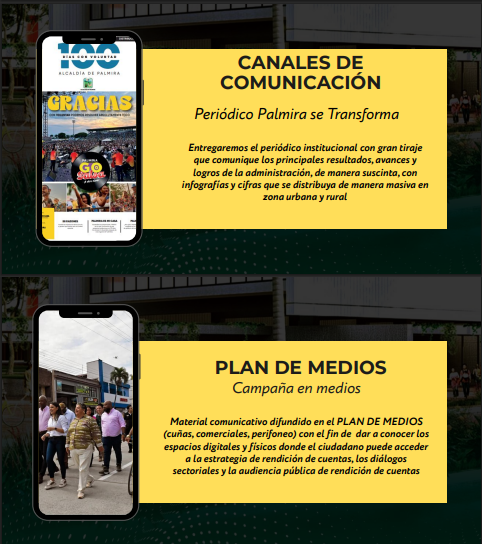 100
DÍAS CON VOLUNTAD
ALCALDÍA DE PALMIRA
GRACIAS
CANALES DE
COMUNICACIÓN
Periódico Palmira se Transforma
Entregaremos el periódico institucional con gran tiraje
que comunique los principales resultados, avances y
logros de la administración, de manera suscinta, con
infografías y cifras que se distribuya de manera masiva en
zona urbana y rural
PLAN DE MEDIOS
Campaña en medios
Material comunicativo difundido en el PLAN DE MEDIOS
(cuñas, comerciales, perifoneo) con el fin de dar a conocer los
espacios digitales y físicos donde el ciudadano puede acceder
a la estrategia de rendición de cuentas, los diálogos
sectoriales y la audiencia pública de rendición de cuentas